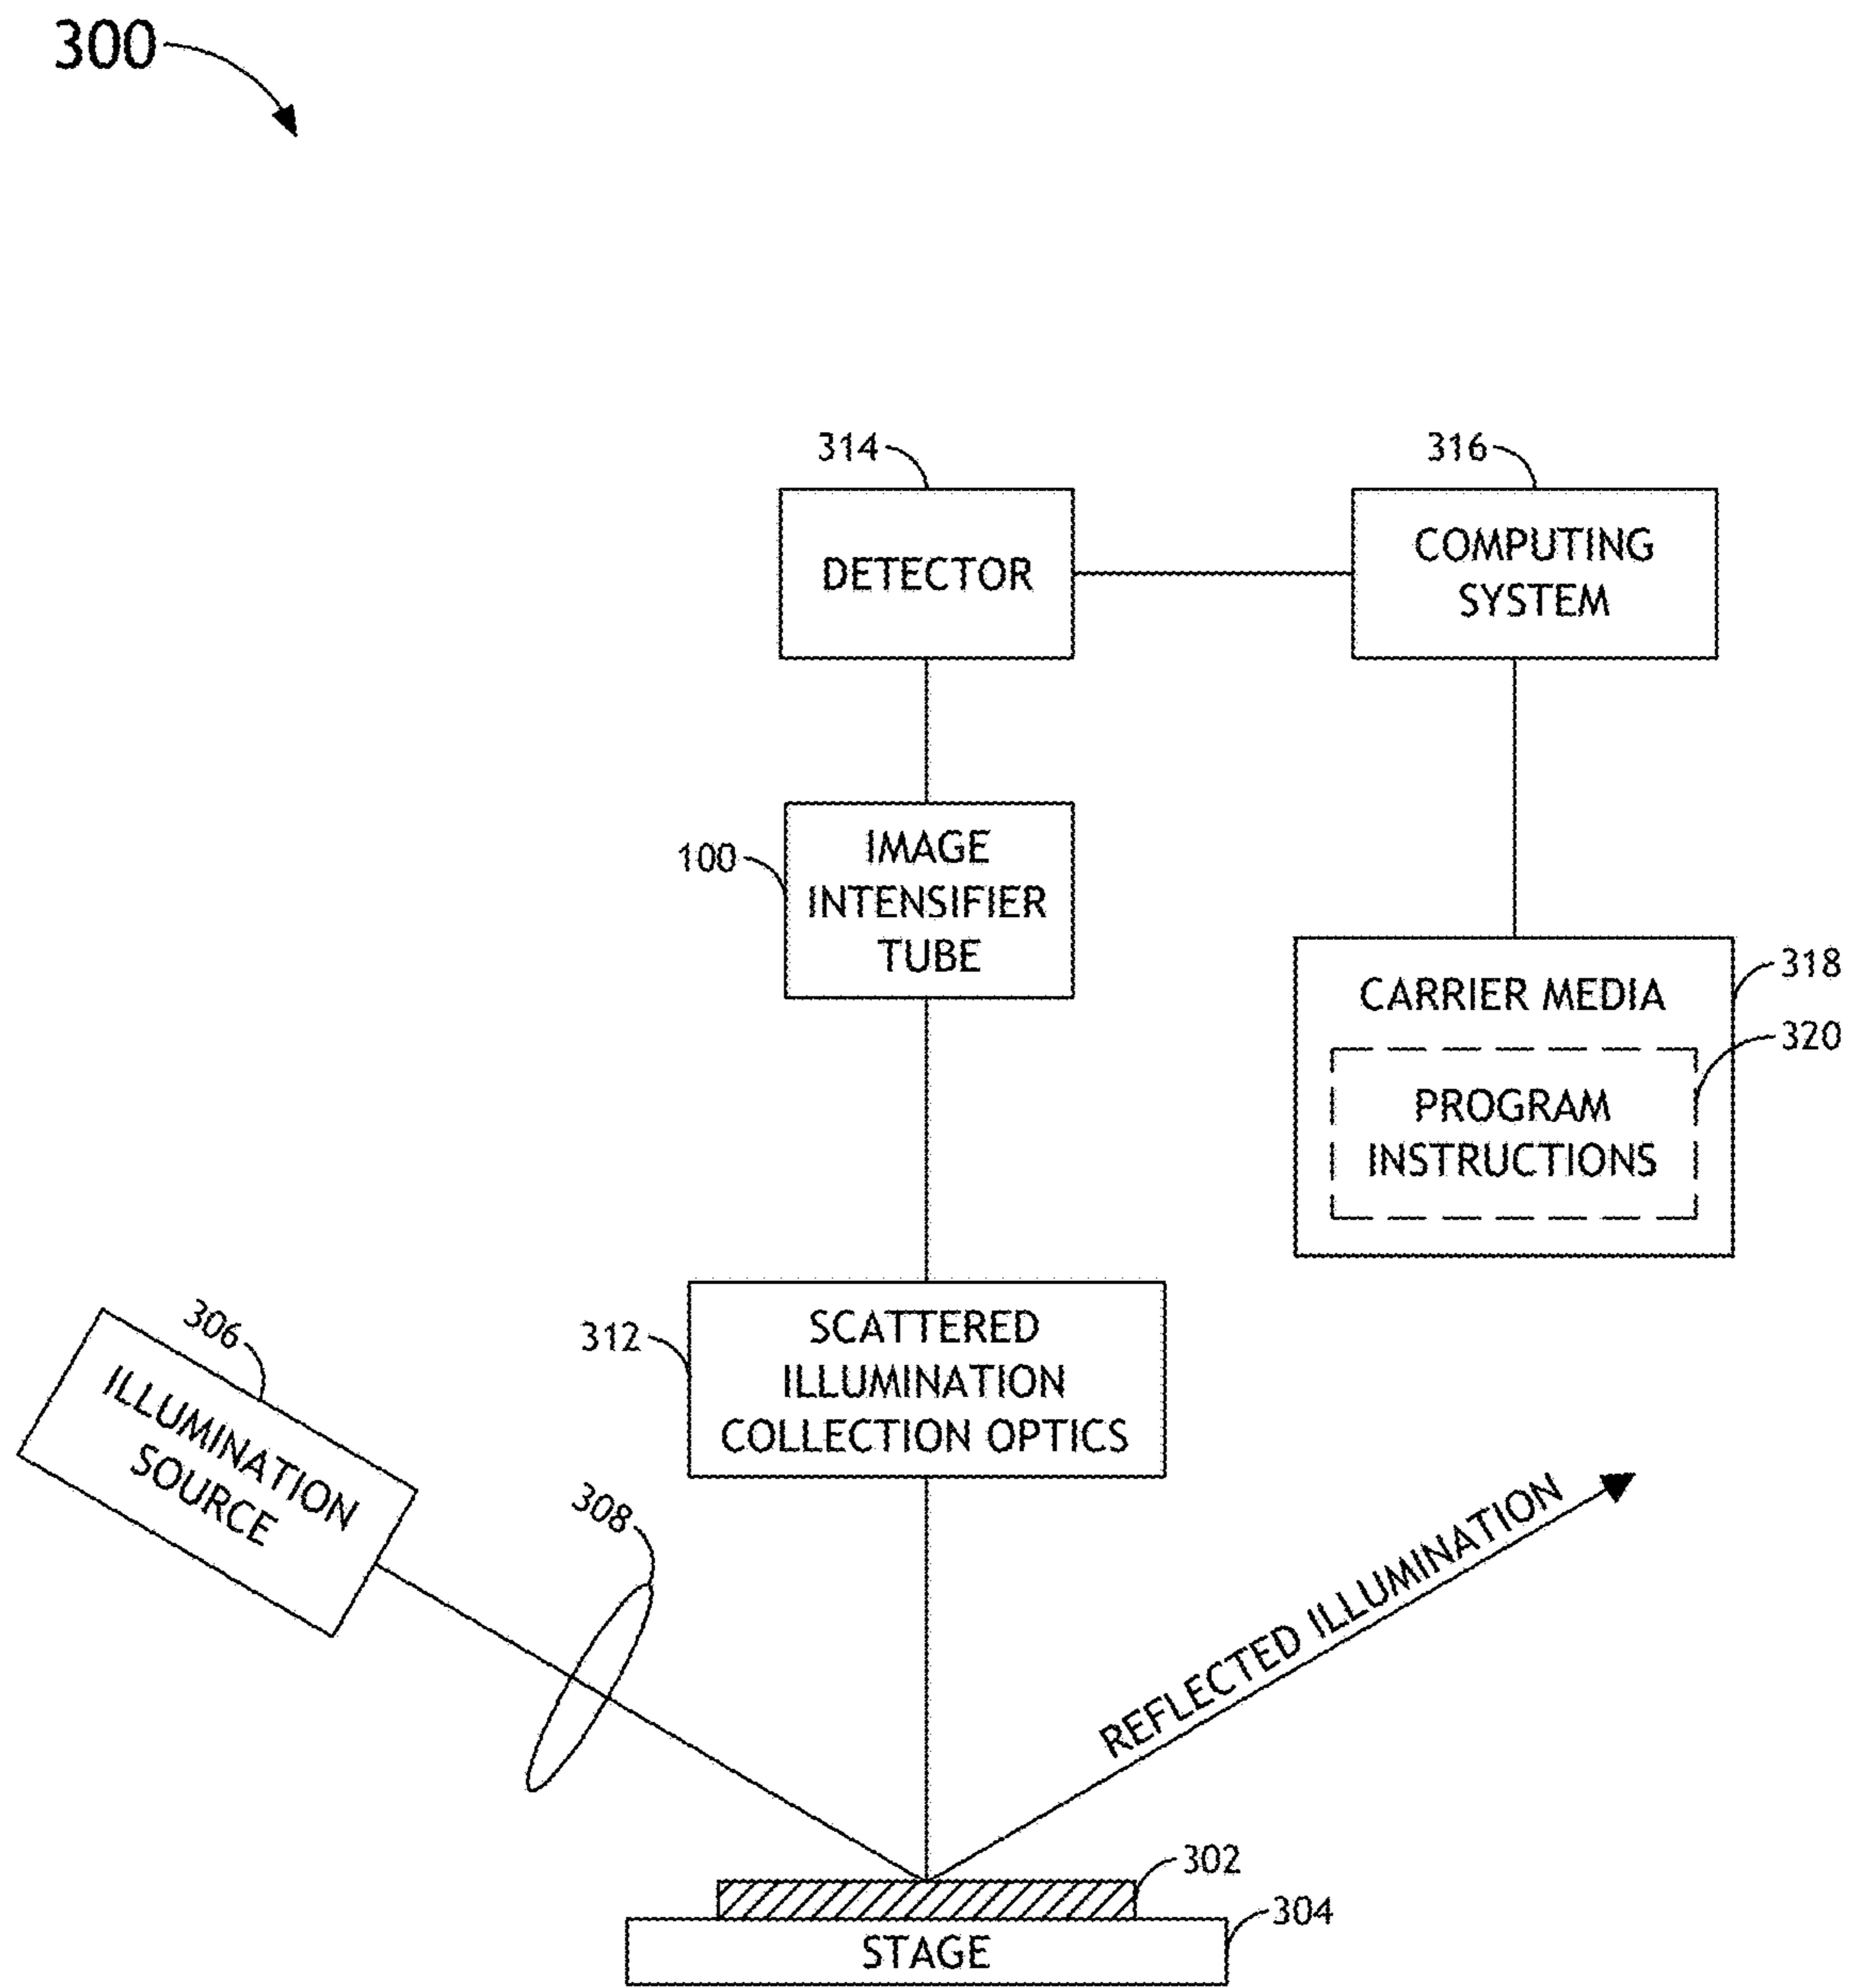 300
314
316
DETECTOR
COMPUTING
SYSTEM
100
IMAGE
INTENSIFIER
TUBE
318
CARRIER MEDIA
320
PROGRAM
INSTRUCTIONS
306
ILLUMINATION
SOURCE
312
SCATTERED
ILLUMINATION
COLLECTION OPTICS
308
REFLECTED ILLUMINATION
302
304
STAGE